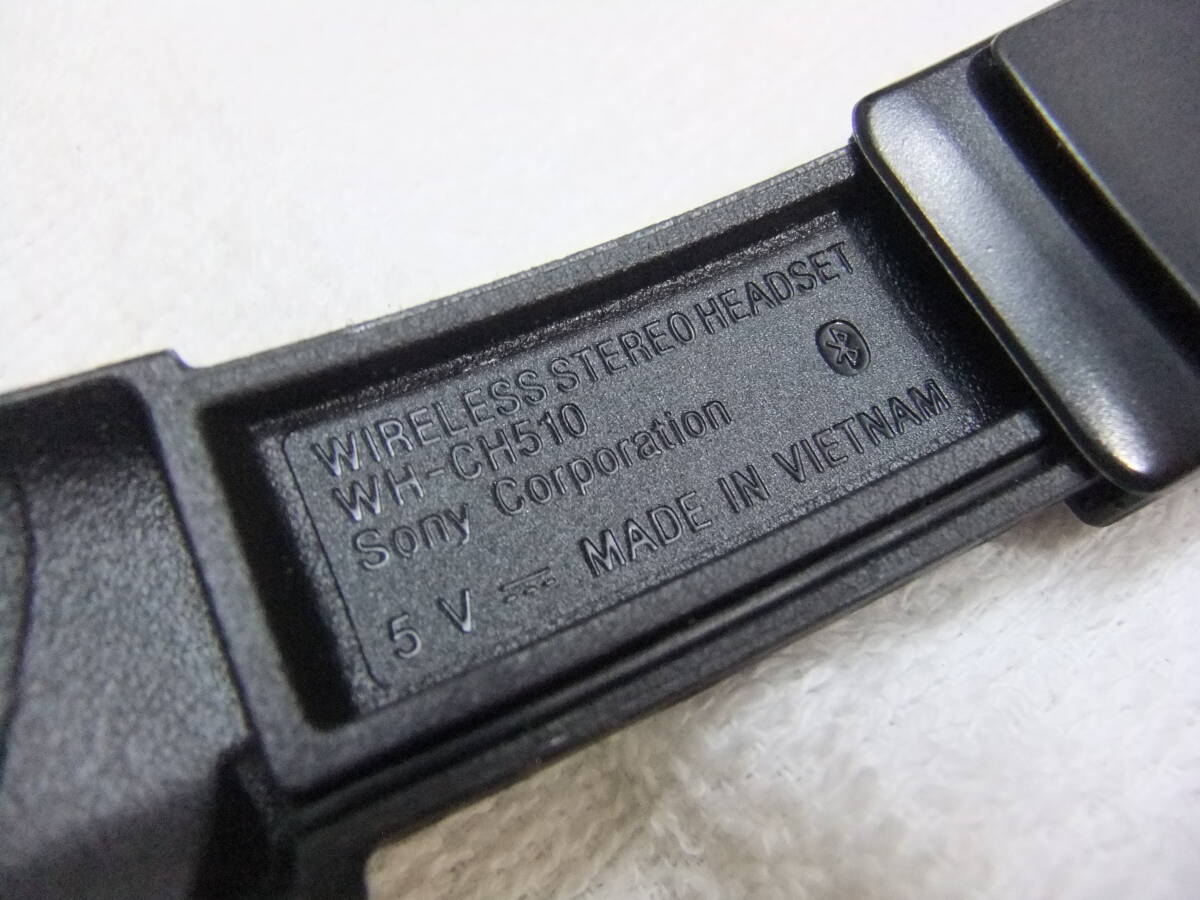 WIRELESS STEREO HEADSET
WH-CH510
Sony Corporation
5 V ⎓ MADE IN VIETNAM